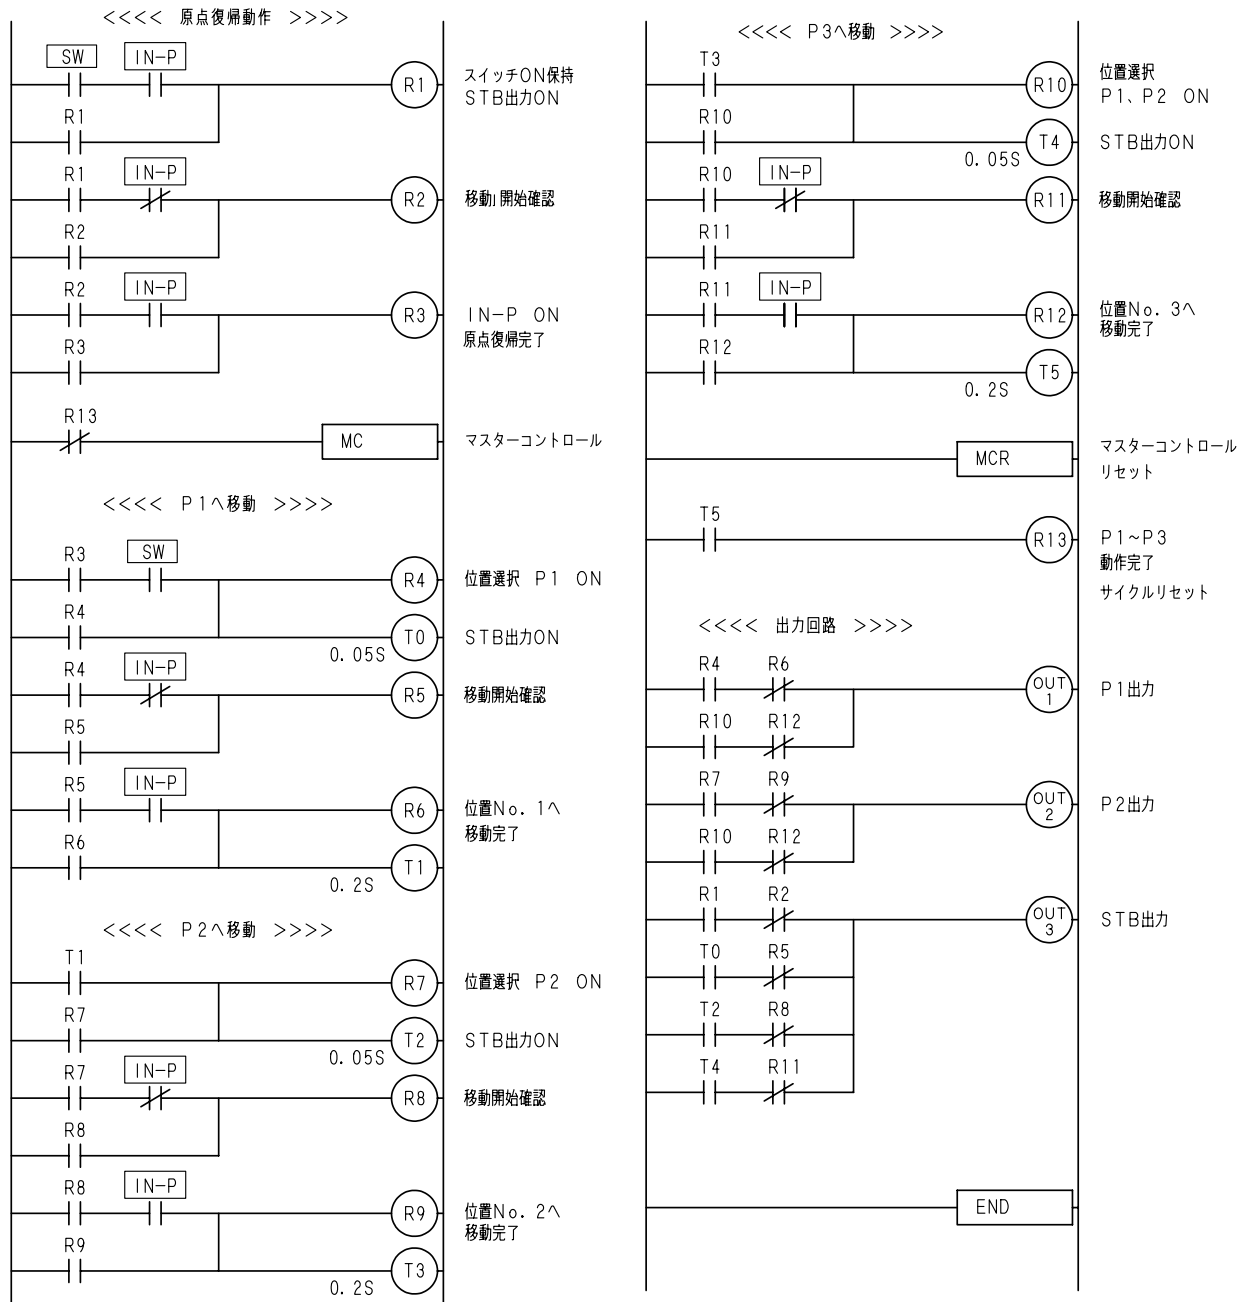 <<<< 原点復帰動作 >>>>
SW IN-P
R1 スイッチON保持
STB出力ON
R1
R1 IN-P
R2 移動 開始確認
R2
R2 IN-P
R3 IN-P ON
原点復帰完了
R3
R13
MC マスターコントロール
<<<< P1へ移動 >>>>
R3 SW
R4 位置選択 P1 ON
R4
T0 STB出力ON
0.05S
R4 IN-P
R5 移動開始確認
R5
R5 IN-P
R6 位置No.1へ
移動完了
R6
T1
0.2S
<<<< P2へ移動 >>>>
T1
R7 位置選択 P2 ON
R7
T2 STB出力ON
0.05S
R7 IN-P
R8 移動開始確認
R8
R8 IN-P
R9 位置No.2へ
移動完了
R9
T3
0.2S
<<<< P3へ移動 >>>>
T3
R10 位置選択
P1、P2 ON
R10
T4 STB出力ON
0.05S
R10 IN-P
R11 移動開始確認
R11
R11 IN-P
R12 位置No.3へ
移動完了
R12
T5
0.2S
MCR マスターコントロール
リセット
T5
R13 P1~P3
動作完了
サイクルリセット
<<<< 出力回路 >>>>
R4 R6
OUT 1 P1出力
R10 R12
R7 R9
OUT 2 P2出力
R10 R12
R1 R2
OUT 3 STB出力
T0 R5
T2 R8
T4 R11
END